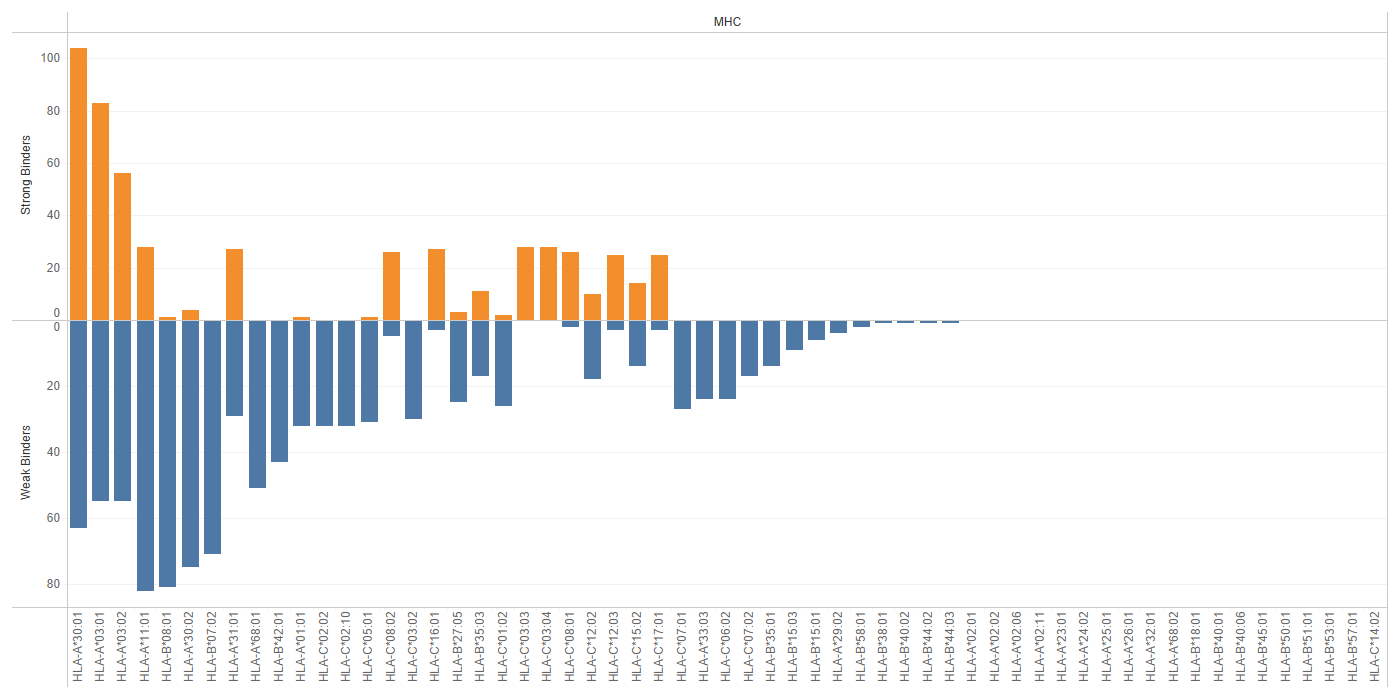 MHC
Strong Binders
100
80
60
40
20
0
Weak Binders
0
20
40
60
80
HLA-A*30:01
HLA-A*03:01
HLA-A*03:02
HLA-A*11:01
HLA-B*08:01
HLA-A*30:02
HLA-B*07:02
HLA-A*31:01
HLA-A*68:01
HLA-B*42:01
HLA-A*01:01
HLA-C*02:02
HLA-C*02:10
HLA-C*05:01
HLA-C*08:02
HLA-C*03:02
HLA-C*16:01
HLA-B*27:05
HLA-B*35:03
HLA-C*01:02
HLA-C*03:03
HLA-C*03:04
HLA-C*08:01
HLA-C*12:02
HLA-C*12:03
HLA-C*15:02
HLA-C*17:01
HLA-C*07:01
HLA-A*33:03
HLA-C*06:02
HLA-C*07:02
HLA-B*35:01
HLA-B*15:03
HLA-B*15:01
HLA-A*29:02
HLA-B*58:01
HLA-B*38:01
HLA-B*40:02
HLA-B*44:02
HLA-B*44:03
HLA-A*02:01
HLA-A*02:02
HLA-A*02:06
HLA-A*02:11
HLA-A*23:01
HLA-A*24:02
HLA-A*25:01
HLA-A*26:01
HLA-A*32:01
HLA-A*68:02
HLA-B*18:01
HLA-B*40:01
HLA-B*40:06
HLA-B*45:01
HLA-B*50:01
HLA-B*51:01
HLA-B*53:01
HLA-B*57:01
HLA-C*14:02